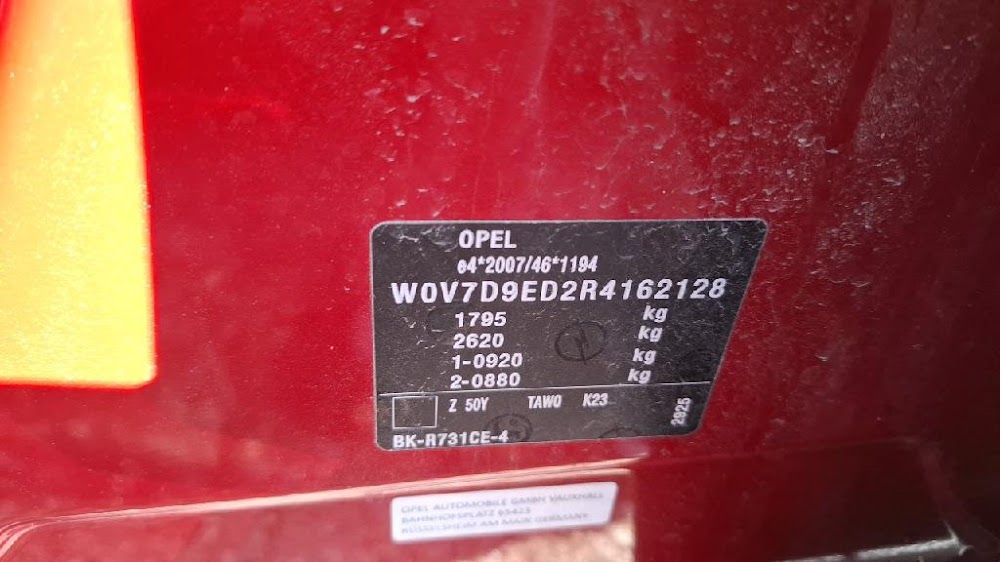 OPEL
e4*2007/46*1194
W0V7D9ED2R4162128
1795 kg
2620 kg
1-0920 kg
2-0880 kg
Z 50Y TAWO K23
2925
BK-R731CE-4
OPEL AUTOMOBILE GMBH VAUXHALL
BAHNHOFSPLATZ 65423
RÜSSELSHEIM AM MAIN GERMANY